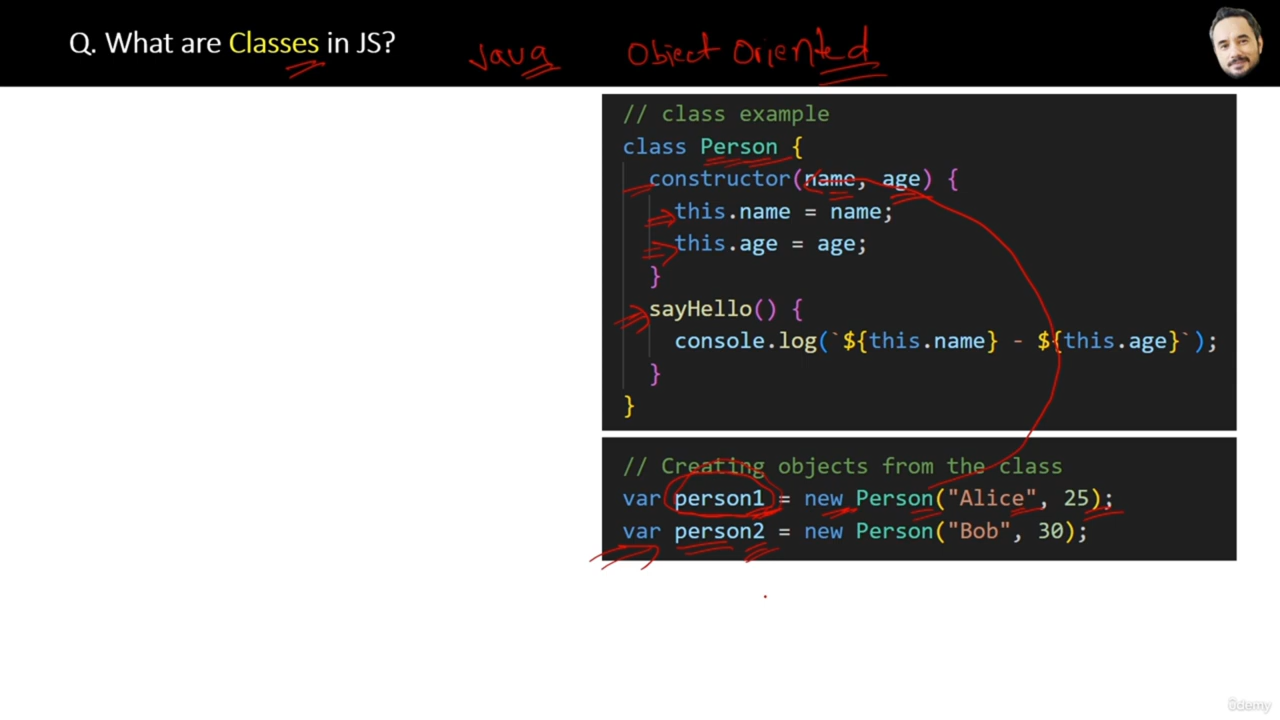 Q. What are Classes in JS?
Java Object Oriented
// class example
class Person {
constructor(name, age) {
this.name = name;
this.age = age;
}
sayHello() {
console.log(`${this.name} - ${this.age}`);
}
}
// Creating objects from the class
var person1 = new Person("Alice", 25);
var person2 = new Person("Bob", 30);
ûdemy